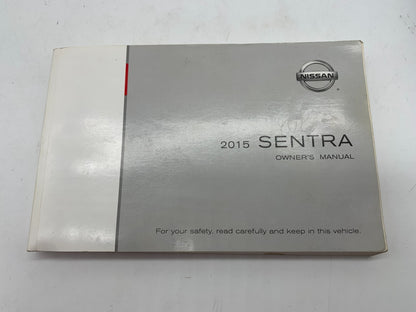 NISSAN
2015 SENTRA
OWNER'S MANUAL
For your safety, read carefully and keep in this vehicle.